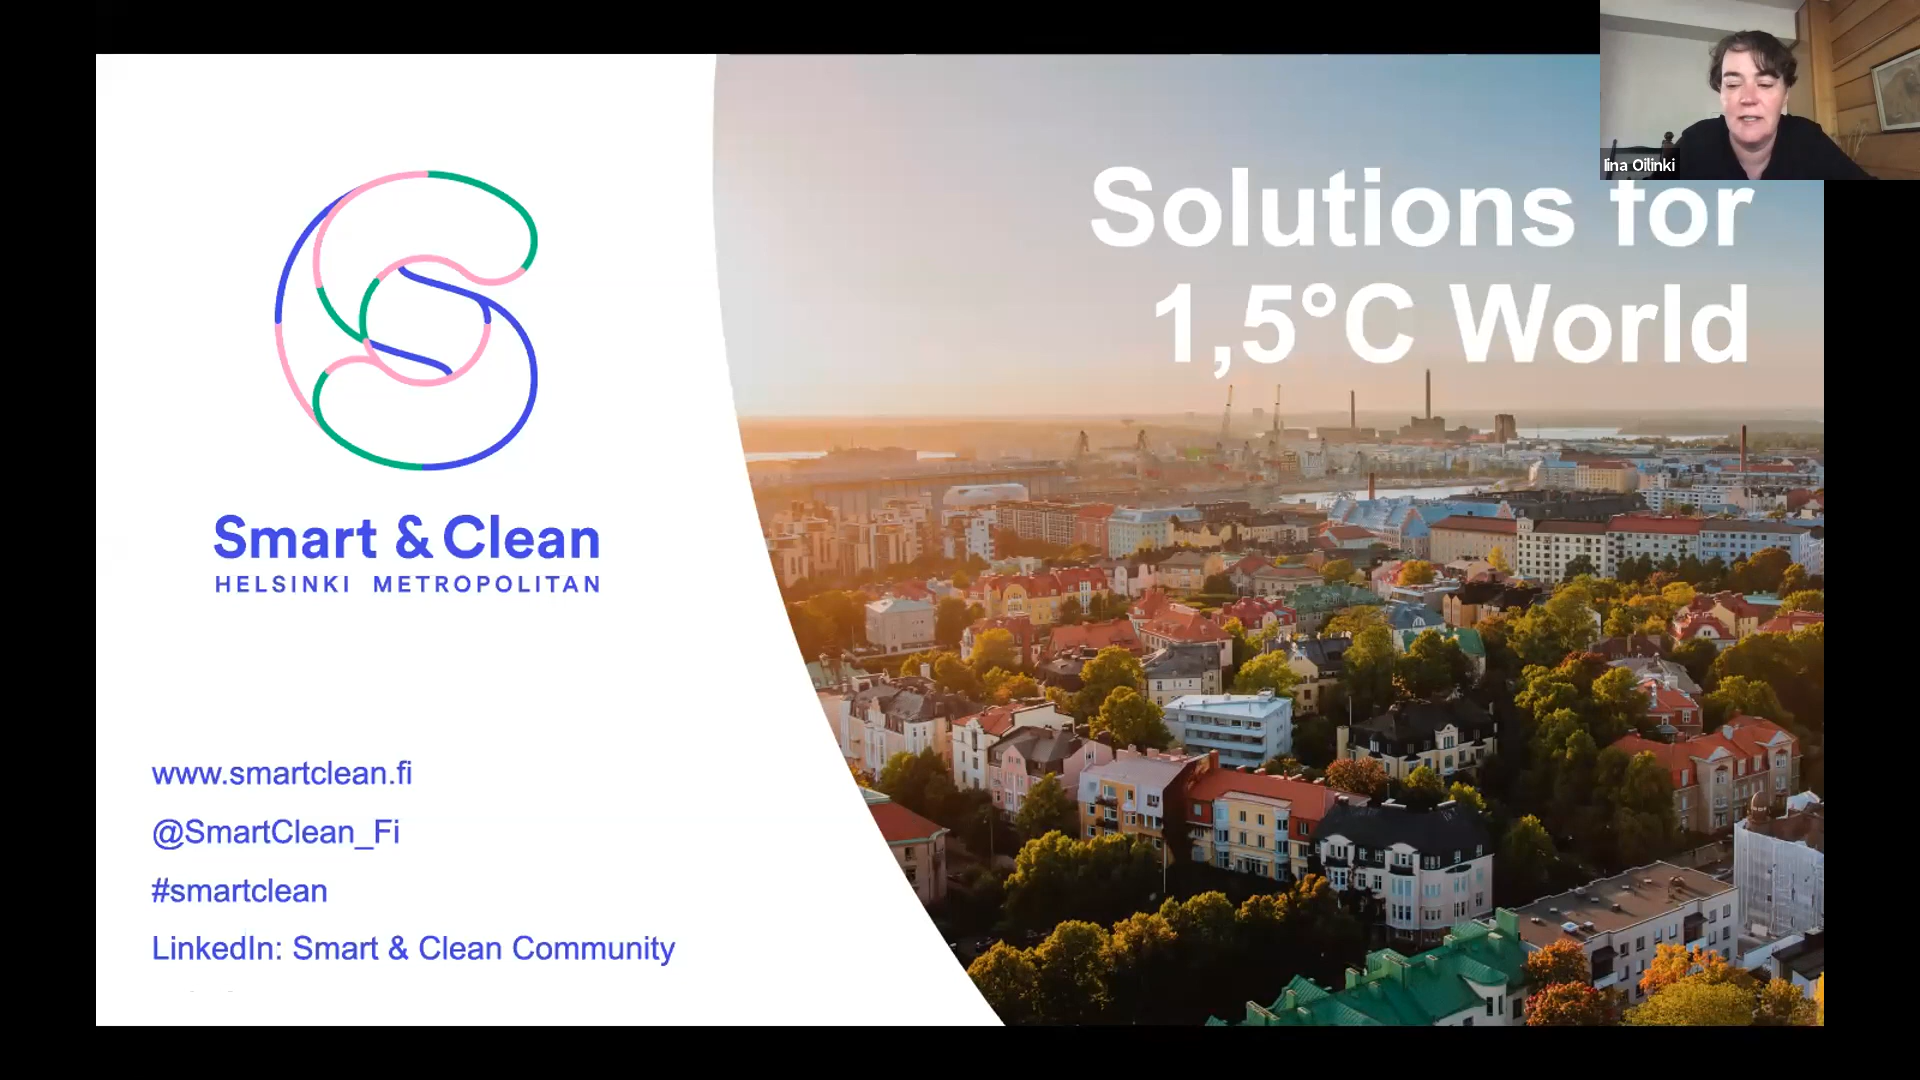 Smart & Clean
HELSINKI METROPOLITAN
www.smartclean.fi
@SmartClean_Fi
#smartclean
LinkedIn: Smart & Clean Community
Solutions for
1,5°C World
Iina Oilinki